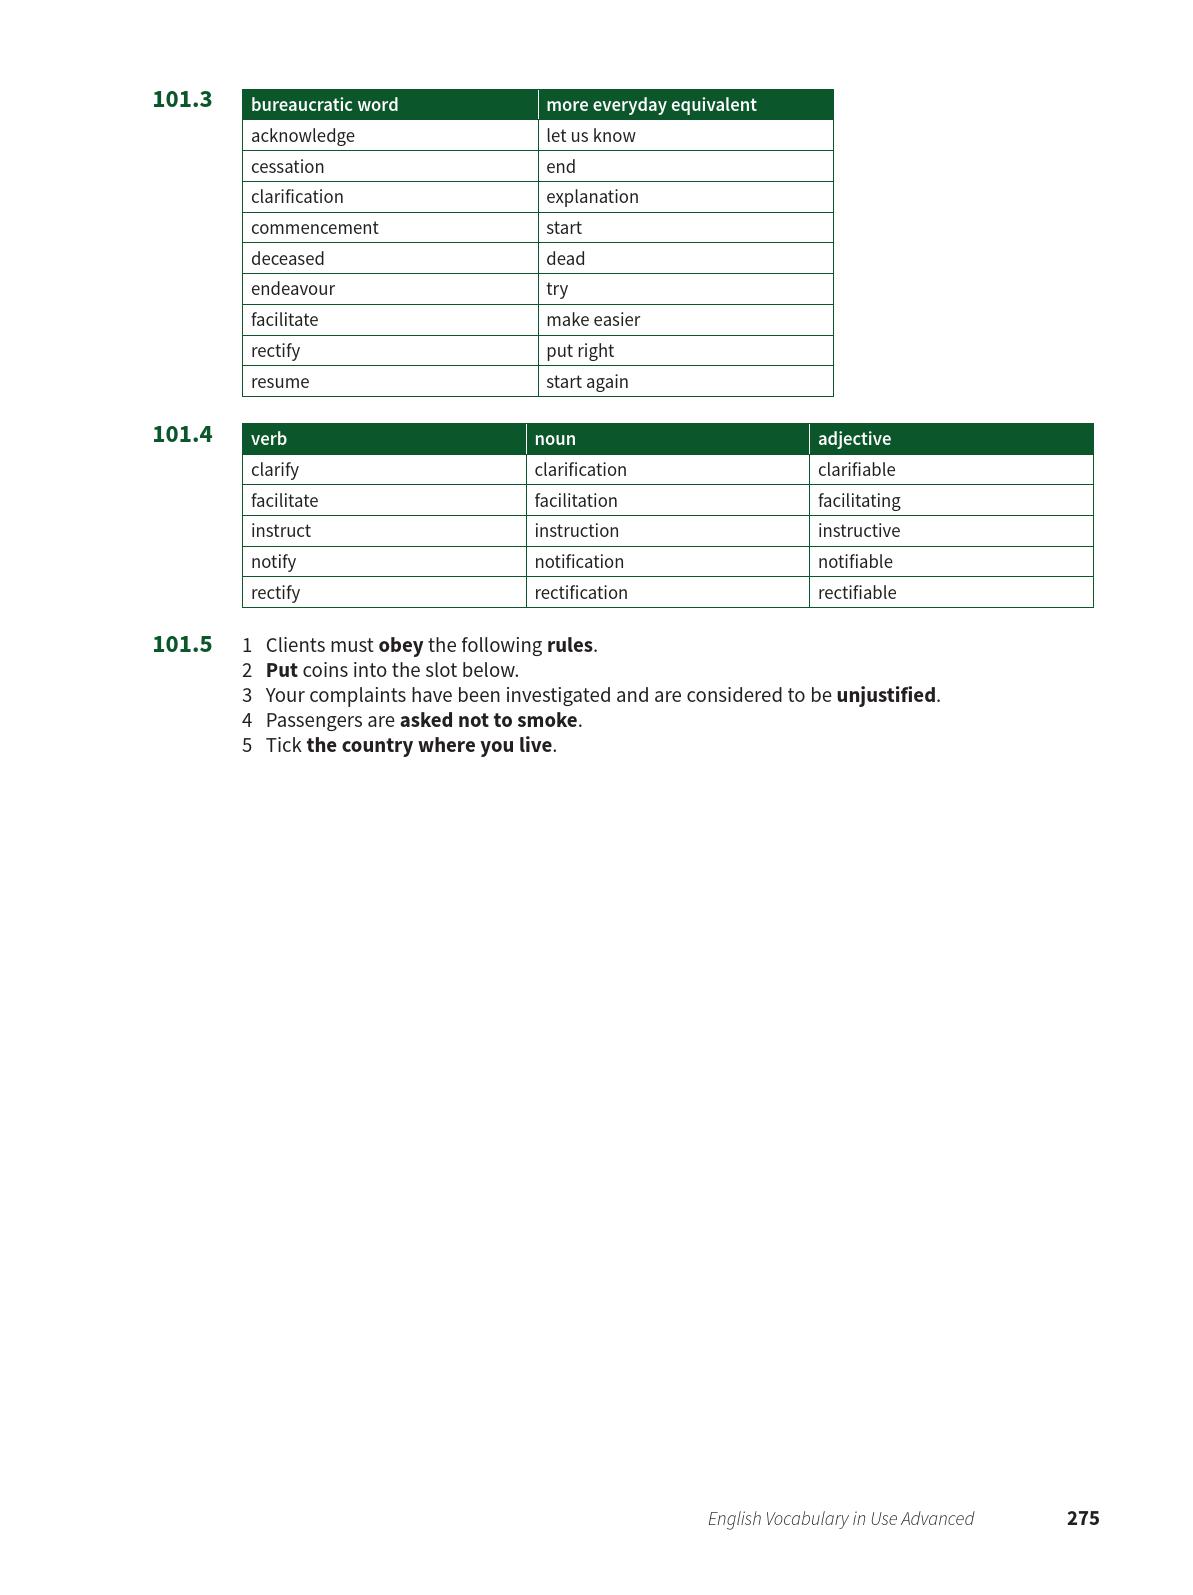 101.3
bureaucratic word more everyday equivalent
acknowledge let us know
cessation end
clarification explanation
commencement start
deceased dead
endeavour try
facilitate make easier
rectify put right
resume start again
101.4
verb noun adjective
clarify clarification clarifiable
facilitate facilitation facilitating
instruct instruction instructive
notify notification notifiable
rectify rectification rectifiable
101.5
1 Clients must obey the following rules.
2 Put coins into the slot below.
3 Your complaints have been investigated and are considered to be unjustified.
4 Passengers are asked not to smoke.
5 Tick the country where you live.
English Vocabulary in Use Advanced 275